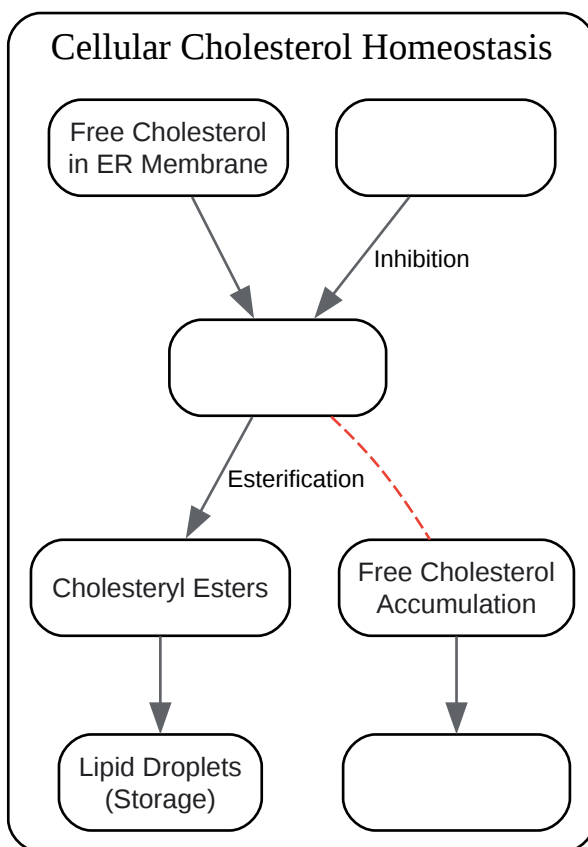 Cellular Cholesterol Homeostasis
Free Cholesterol
in ER Membrane
Inhibition
Esterification
Cholesteryl Esters
Free Cholesterol
Accumulation
Lipid Droplets
(Storage)